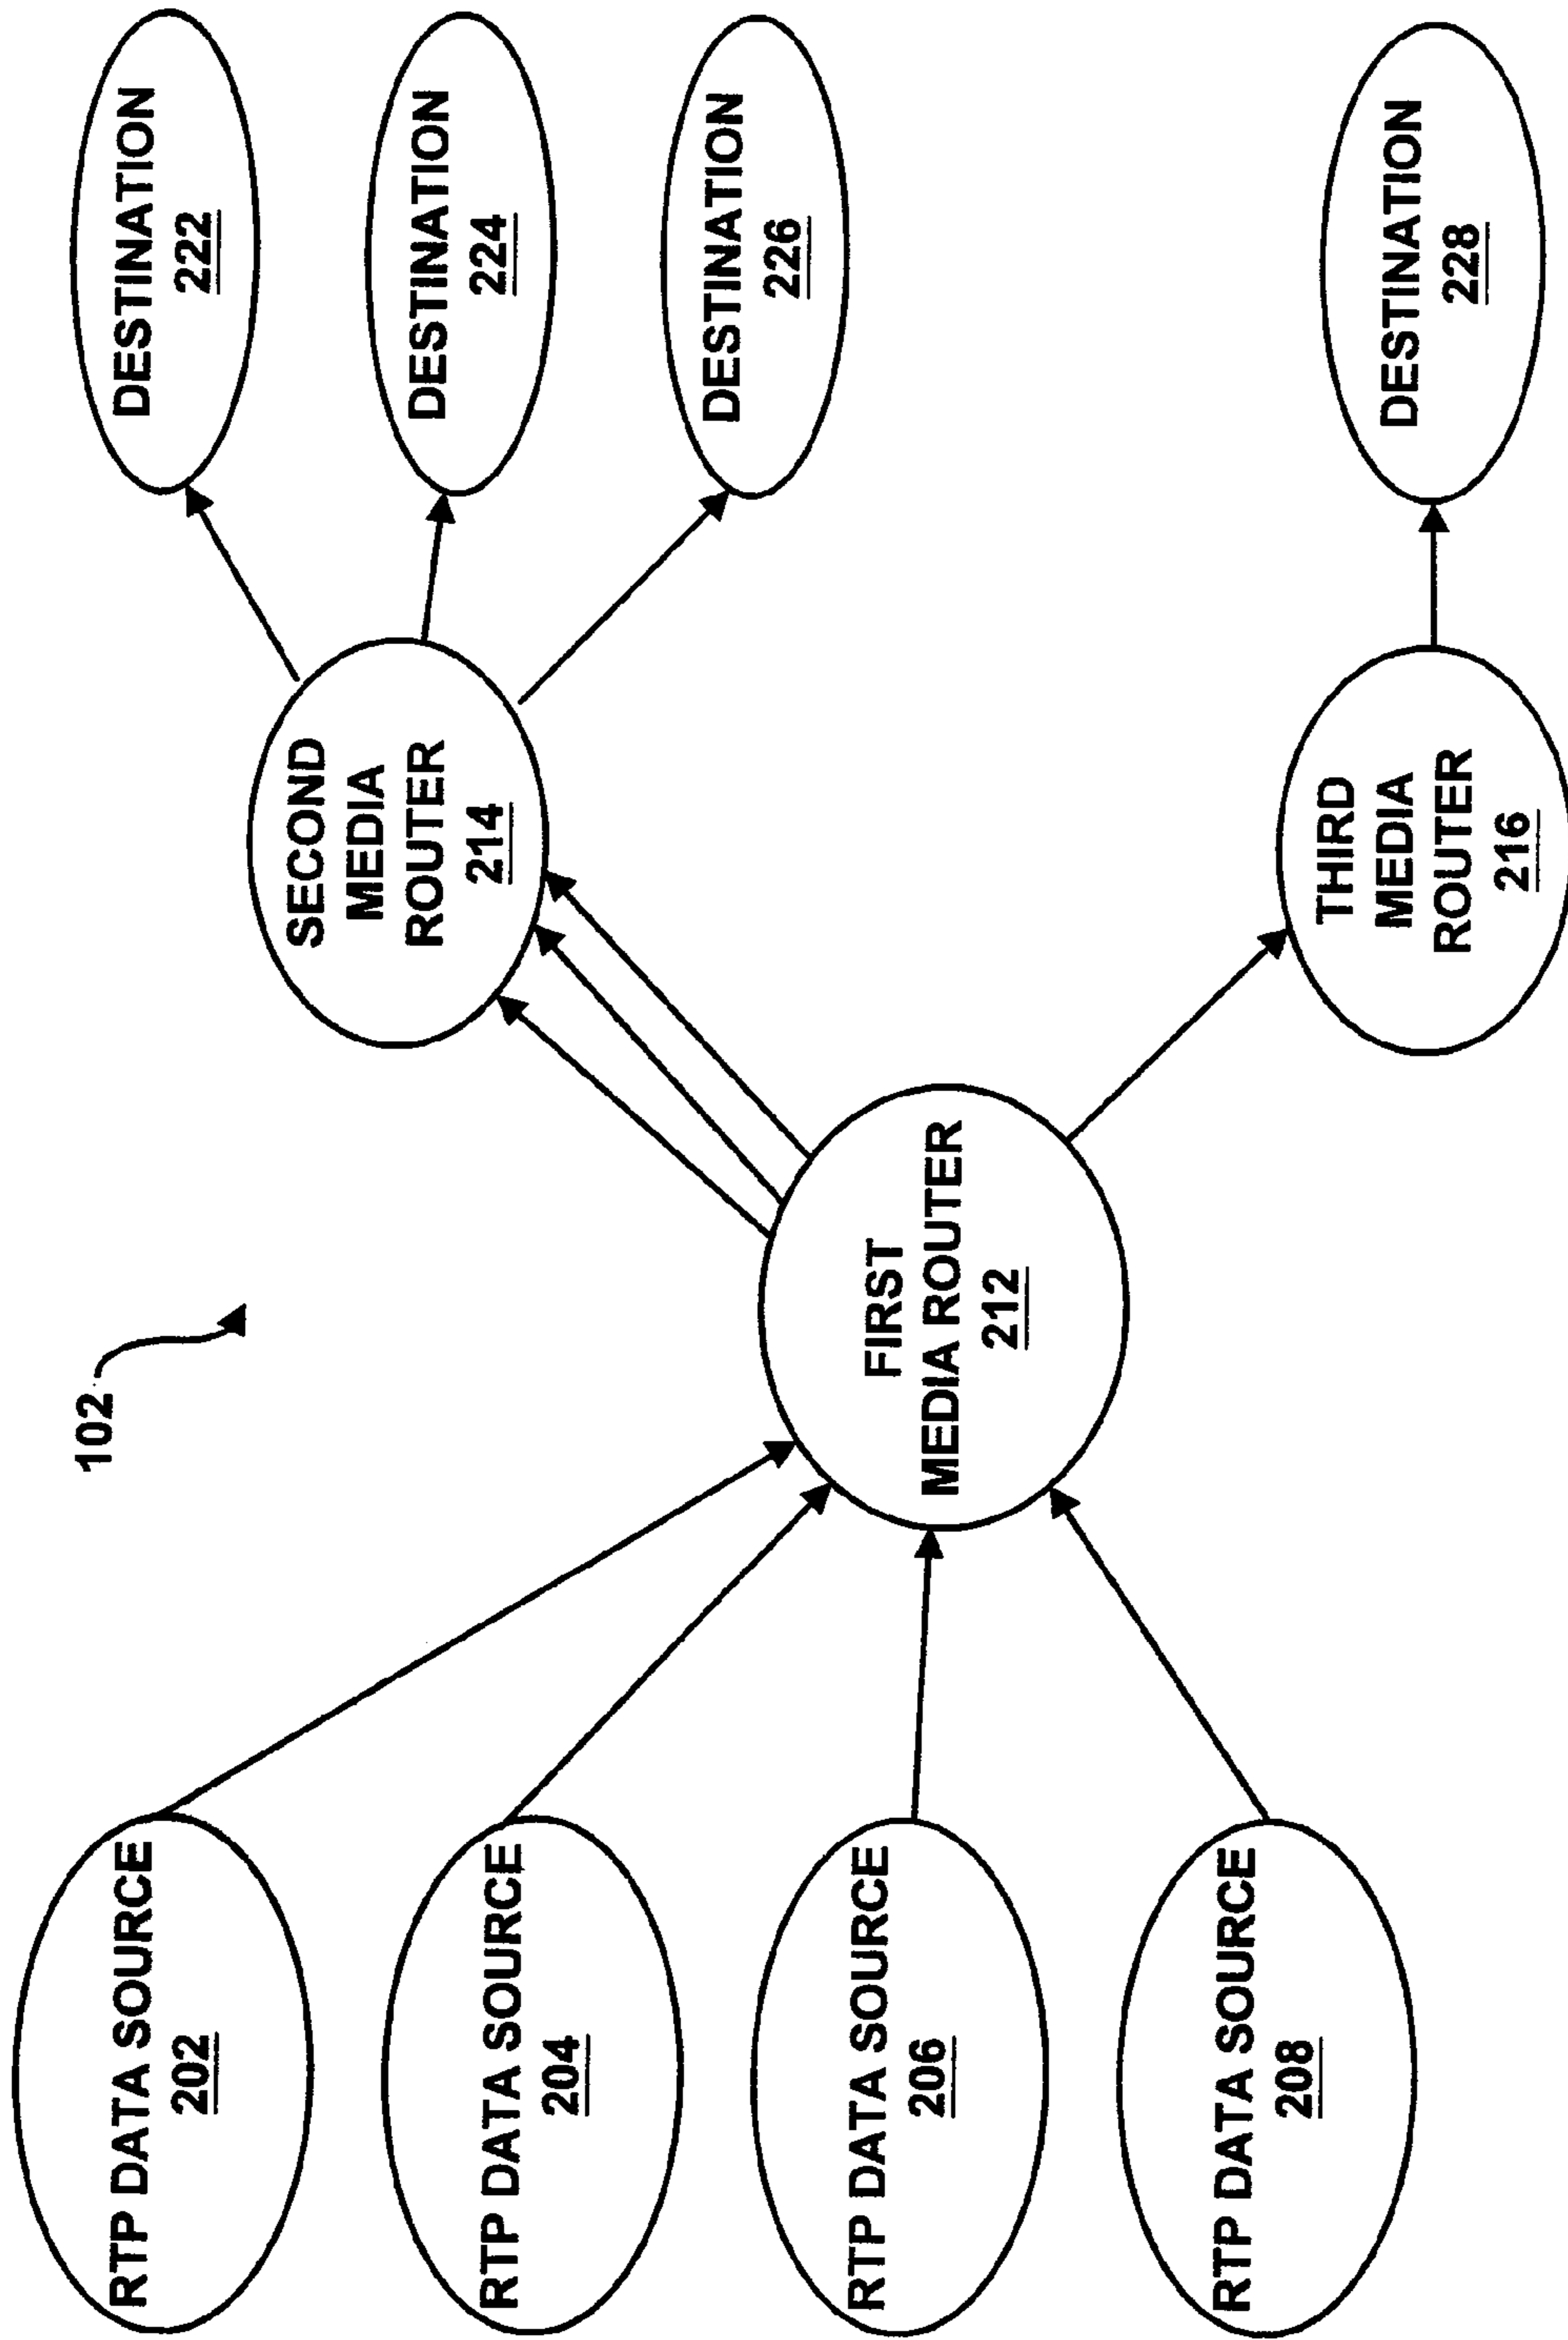 102
RTP DATA SOURCE
202
RTP DATA SOURCE
204
RTP DATA SOURCE
206
RTP DATA SOURCE
208
FIRST
MEDIA ROUTER
212
SECOND
MEDIA
ROUTER
214
THIRD
MEDIA
ROUTER
216
DESTINATION
222
DESTINATION
224
DESTINATION
226
DESTINATION
228